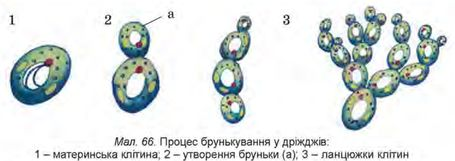 1 2 а 3
Мал. 66. Процес брунькування у дріжджів:
1 – материнська клітина; 2 – утворення бруньки (а); 3 – ланцюжки клітин